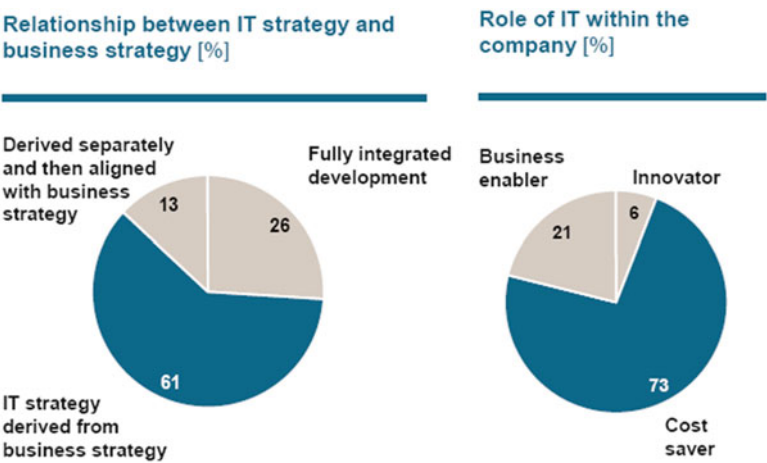 Relationship between IT strategy and
business strategy [%]
Derived separately
and then aligned
with business
strategy
Fully integrated
development
13
26
61
IT strategy
derived from
business strategy
Role of IT within the
company [%]
Business
enabler
Innovator
6
21
73
Cost
saver